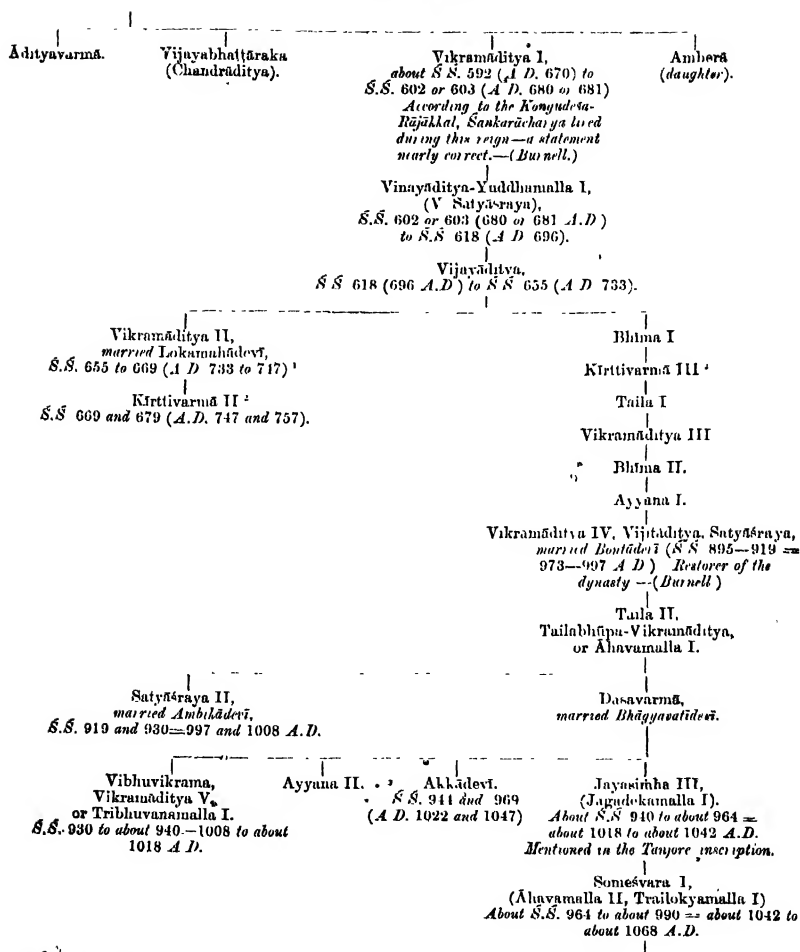 Ādityavarmā. Vijayabhaṭṭāraka Vikramāditya I, Amberā
(Chandrāditya). about Ś Ś. 592 (A D. 670) to (daughter).
Ś.Ś. 602 or 603 (A D. 680 or 681)
According to the Kongudeśa-
Rājākkal, Śankarāchārya lived
during this reign—a statement
nearly correct.—(Burnell.)
Vinayāditya-Yuddhamalla I,
(V Satyāśraya),
Ś.Ś. 602 or 603 (680 or 681 A.D)
to Ś.Ś 618 (A D 696).
Vijayāditya,
Ś Ś 618 (696 A.D) to Ś Ś 655 (A D 733).
Vikramāditya II, Bhīma I
married Lokamahādevī,
Ś.Ś. 655 to 669 (A D 733 to 747) 1 Kīrttivarmā III
Kīrttivarmā II 2 Taila I
Ś.Ś 669 and 679 (A.D. 747 and 757).
Vikramāditya III
Bhīma II.
Ayyana I.
Vikramāditya IV, Vijitāditya, Satyāśraya,
married Bontādevī (Ś Ś 895—919 =
973—997 A D) Restorer of the
dynasty —(Burnell)
Taila II,
Tailabhūpa-Vikramāditya,
or Āhavamalla I.
Satyāśraya II, Dasavarmā,
married Ambikādevī, married Bhāgyavatīdevī.
Ś.Ś. 919 and 930=997 and 1008 A.D.
Vibhuvikrama, Ayyana II. Akkādevī. Jayasiṁha III,
Vikramāditya V, Ś Ś. 944 and 969 (Jagadekamalla I).
or Tribhuvanamalla I. (A D. 1022 and 1047) About Ś.Ś 940 to about 964 =
Ś.Ś. 930 to about 940.—1008 to about about 1018 to about 1042 A.D.
1018 A D. Mentioned in the Tanjore inscription.
Someśvara I,
(Āhavamalla II, Trailokyamalla I)
About Ś.Ś. 964 to about 990 = about 1042 to
about 1068 A.D.